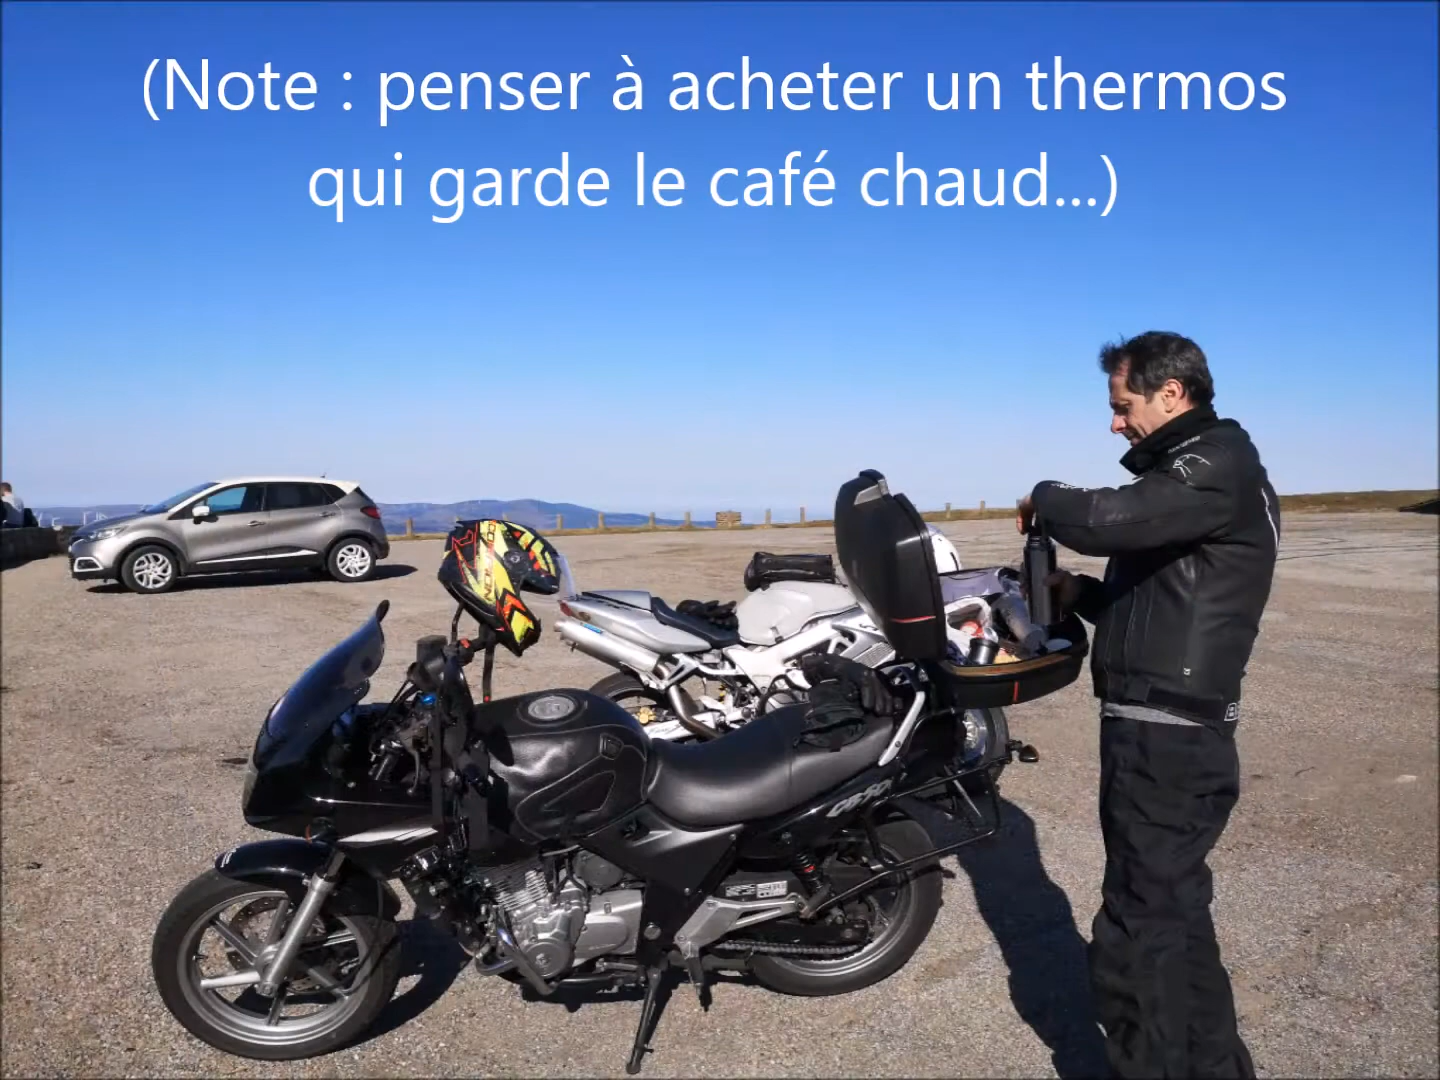 (Note : penser à acheter un thermos
qui garde le café chaud...)